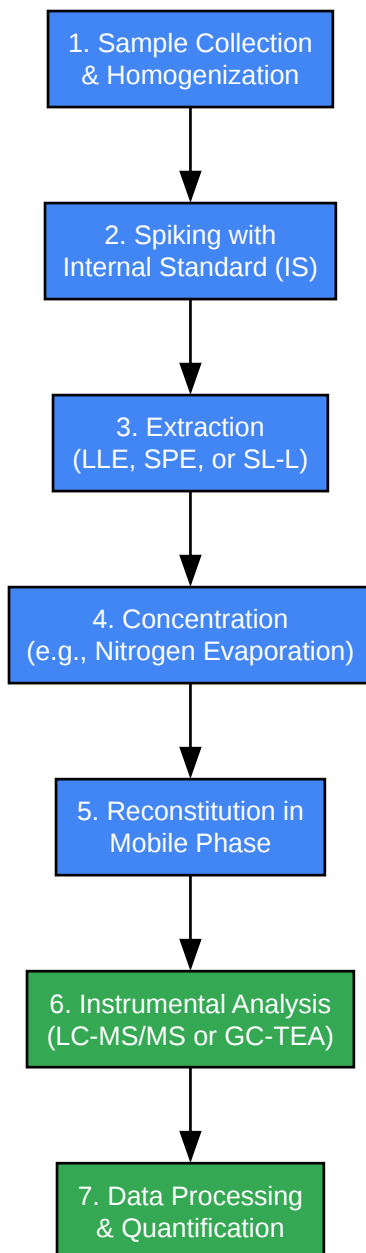 1. Sample Collection
& Homogenization
2. Spiking with
Internal Standard (IS)
3. Extraction
(LLE, SPE, or SL-L)
4. Concentration
(e.g., Nitrogen Evaporation)
5. Reconstitution in
Mobile Phase
6. Instrumental Analysis
(LC-MS/MS or GC-TEA)
7. Data Processing
& Quantification